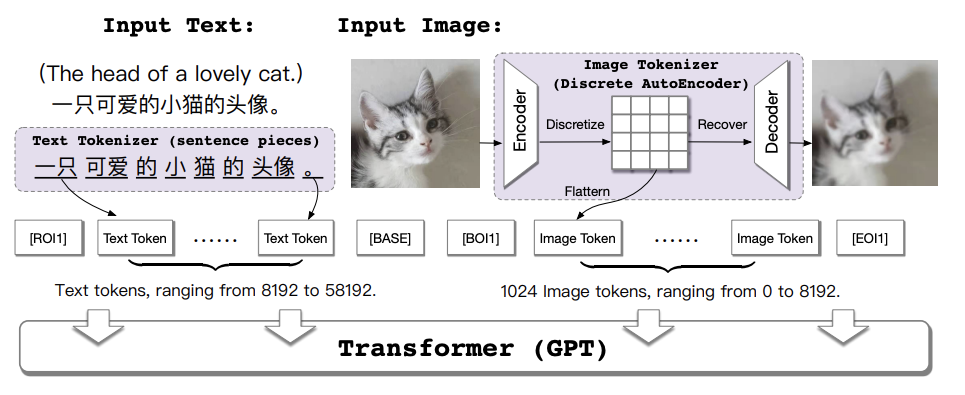 Input Text:
Input Image:
(The head of a lovely cat.)
一只可爱的小猫的头像。
Text Tokenizer (sentence pieces)
一只 可爱 的 小 猫 的 头像 。
Image Tokenizer
(Discrete AutoEncoder)
Encoder
Discretize
Recover
Decoder
Flattern
[ROI1]
Text Token
......
Text Token
[BASE]
[BOI1]
Image Token
......
Image Token
[EOI1]
Text tokens, ranging from 8192 to 58192.
1024 Image tokens, ranging from 0 to 8192.
Transformer (GPT)